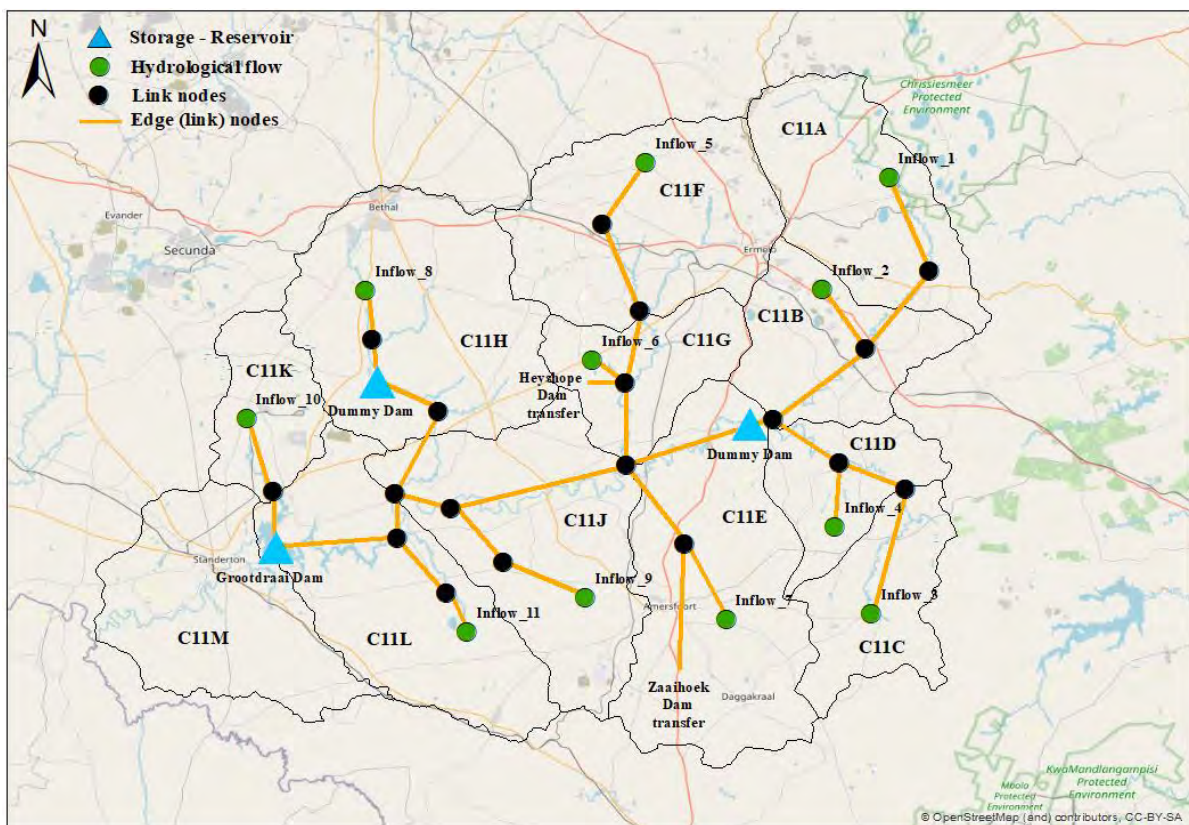 N
Storage - Reservoir
Hydrological flow
Link nodes
Edge (link) nodes
Chrissiesmeer
Protected
Environment
C11A
Inflow_5
Inflow_1
C11F
Bethal
Evander
Secunda
Ermelo
Inflow_8
Inflow_2
C11B
C11H
C11G
Inflow_6
C11K
Heyshope
Dam
transfer
Dummy Dam
Inflow_10
C11D
Dummy Dam
Inflow_4
C11J
C11E
Standerton
Grootdraai Dam
Inflow_9
Amersfoort
Inflow_7
Inflow_3
Inflow_11
C11M
C11L
C11C
Zaaihoek
Dam
transfer
Daggakraal
KwaMandlangampisi
Protected
Environment
Mbolo
Protected
Environment
© OpenStreetMap (and) contributors, CC-BY-SA